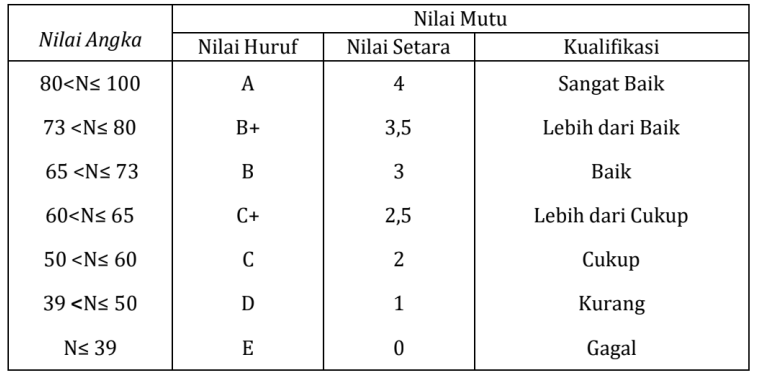 Nilai Angka Nilai Mutu
Nilai Huruf Nilai Setara Kualifikasi
80<N≤ 100 A 4 Sangat Baik
73 <N≤ 80 B+ 3,5 Lebih dari Baik
65 <N≤ 73 B 3 Baik
60<N≤ 65 C+ 2,5 Lebih dari Cukup
50 <N≤ 60 C 2 Cukup
39 <N≤ 50 D 1 Kurang
N≤ 39 E 0 Gagal